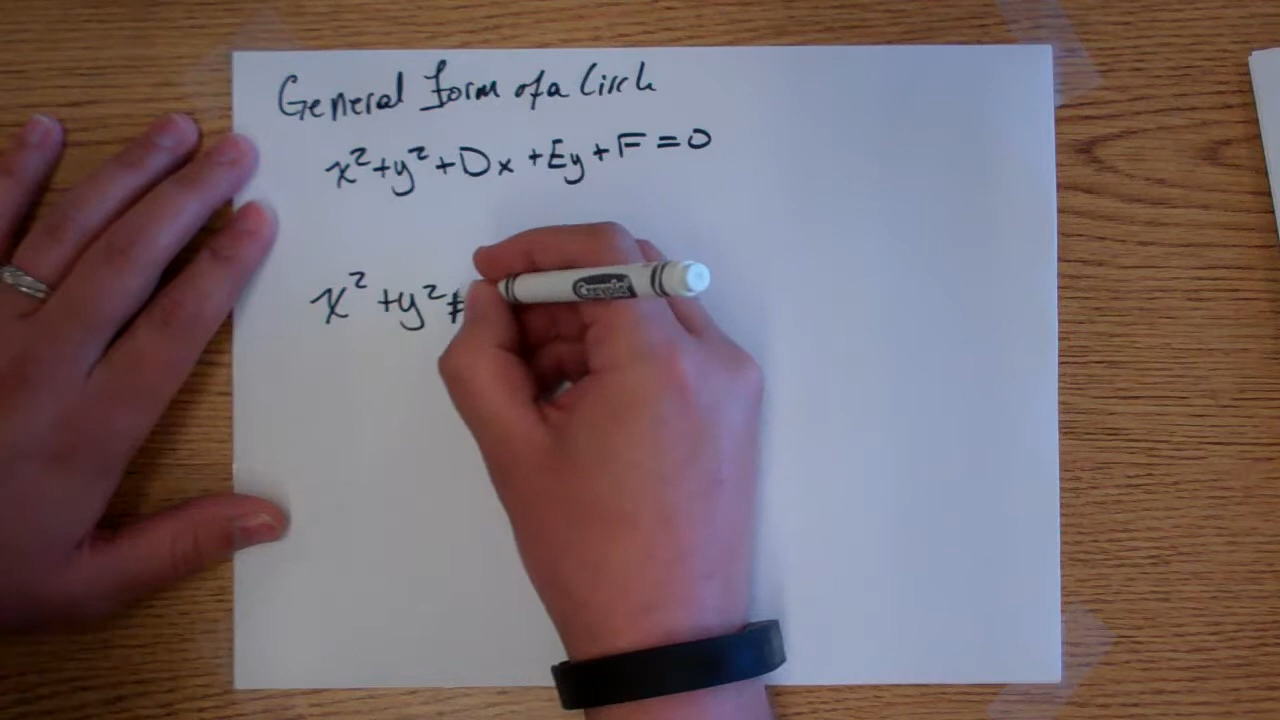 General Form of a Circle
x²+y²+Dx+Ey+F=0
x²+y²
Crayola